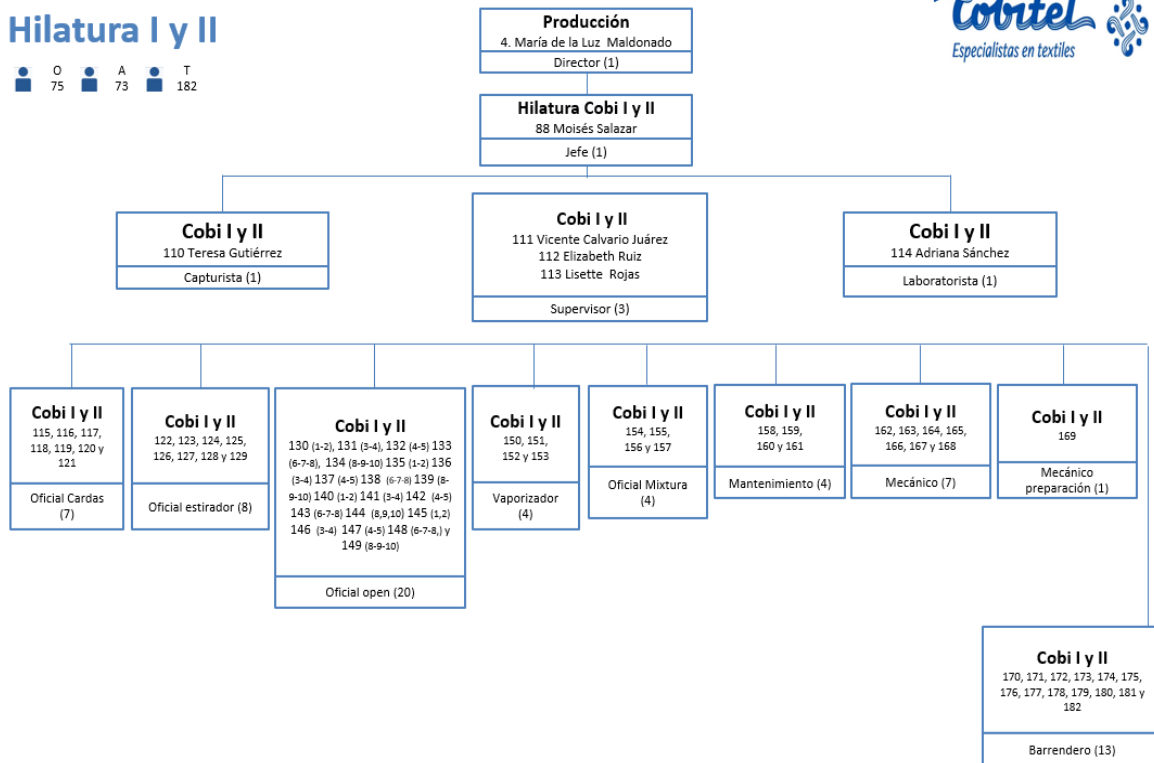 Hilatura I y II
O
75
A
73
T
182
Cobitel
Especialistas en textiles
Producción
4. María de la Luz Maldonado
Director (1)
Hilatura Cobi I y II
88 Moisés Salazar
Jefe (1)
Cobi I y II
110 Teresa Gutiérrez
Capturista (1)
Cobi I y II
111 Vicente Calvario Juárez
112 Elizabeth Ruiz
113 Lisette Rojas
Supervisor (3)
Cobi I y II
114 Adriana Sánchez
Laboratorista (1)
Cobi I y II
115, 116, 117,
118, 119, 120 y
121
Oficial Cardas
(7)
Cobi I y II
122, 123, 124, 125,
126, 127, 128 y 129
Oficial estirador (8)
Cobi I y II
130 (1-2), 131 (3-4), 132 (4-5) 133
(6-7-8), 134 (8-9-10) 135 (1-2) 136
(3-4) 137 (4-5) 138 (6-7-8) 139 (8-
9-10) 140 (1-2) 141 (3-4) 142 (4-5)
143 (6-7-8) 144 (8,9,10) 145 (1,2)
146 (3-4) 147 (4-5) 148 (6-7-8,) y
149 (8-9-10)
Oficial open (20)
Cobi I y II
150, 151,
152 y 153
Vaporizador
(4)
Cobi I y II
154, 155,
156 y 157
Oficial Mixtura
(4)
Cobi I y II
158, 159,
160 y 161
Mantenimiento (4)
Cobi I y II
162, 163, 164, 165,
166, 167 y 168
Mecánico (7)
Cobi I y II
169
Mecánico
preparación (1)
Cobi I y II
170, 171, 172, 173, 174, 175,
176, 177, 178, 179, 180, 181 y
182
Barrendero (13)